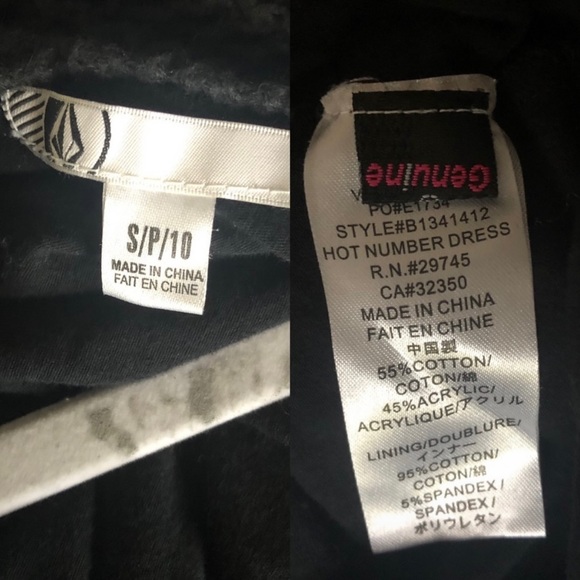 S/P/10
MADE IN CHINA
FAIT EN CHINE
Genuine
PO#E1734
STYLE#B1341412
HOT NUMBER DRESS
R.N.#29745
CA#32350
MADE IN CHINA
FAIT EN CHINE
中国製
55%COTTON/
COTON/綿
45%ACRYLIC/
ACRYLIQUE/アクリル
LINING/DOUBLURE/
インナー
95%COTTON/
COTON/綿
5%SPANDEX/
SPANDEX/
ポリウレタン